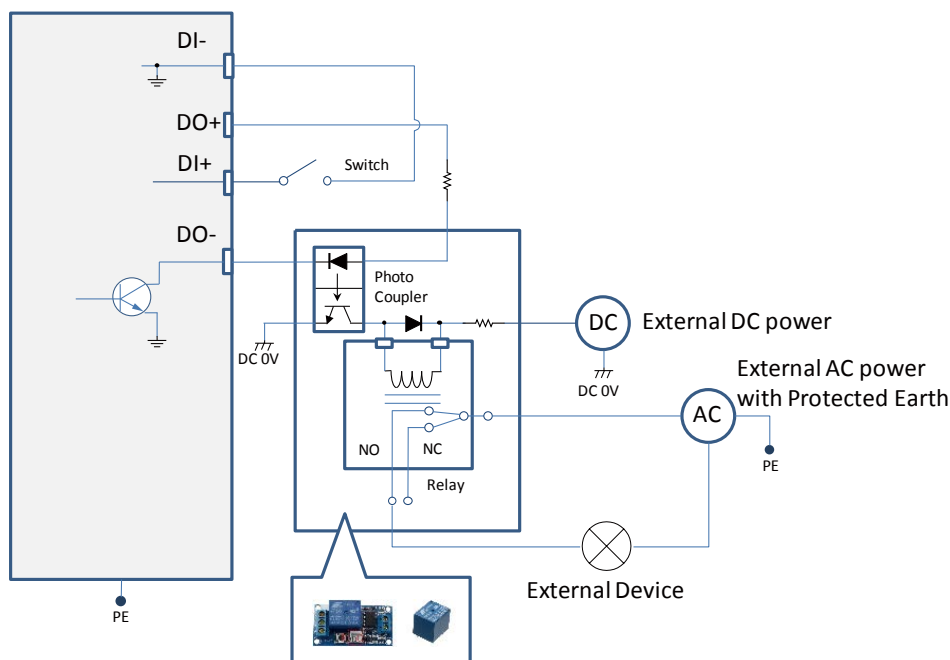 DI-
DO+
DI+
Switch
DO-
Photo
Coupler
DC 0V
DC
External DC power
DC 0V
External AC power
with Protected Earth
AC
PE
NO
NC
Relay
External Device
PE